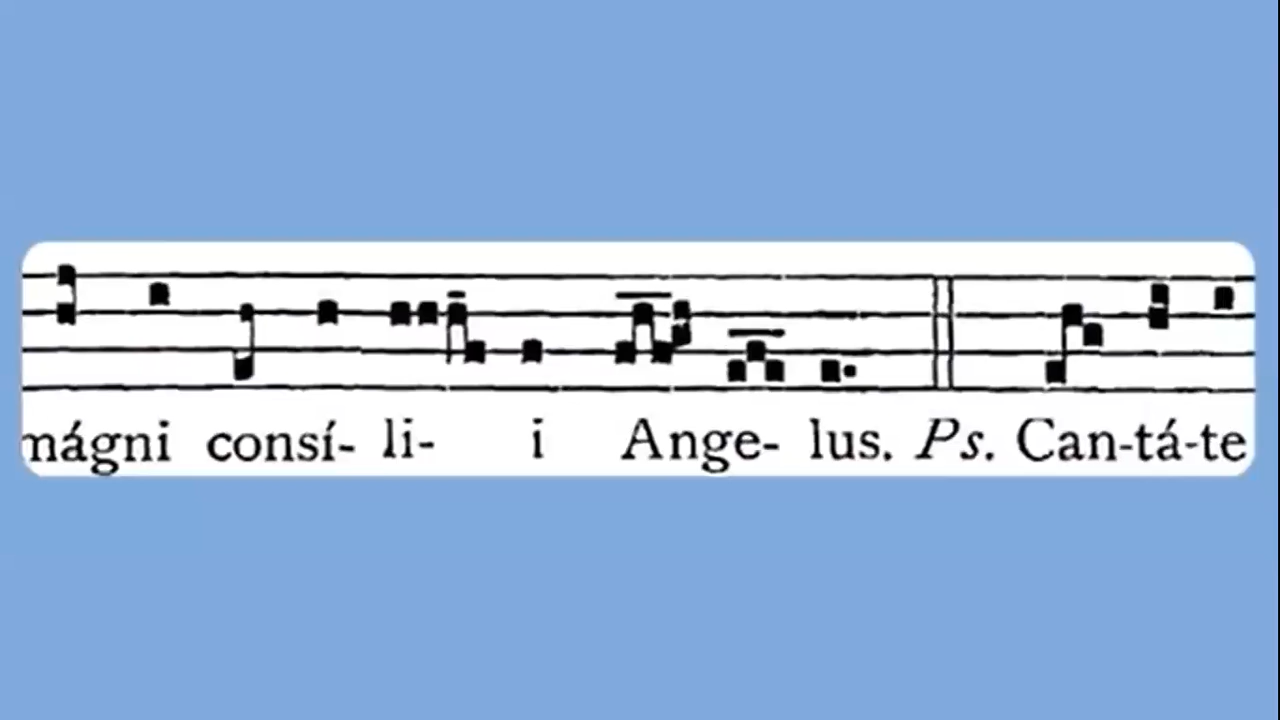 mágni consí- li- i Ange- lus. Ps. Can-tá-te